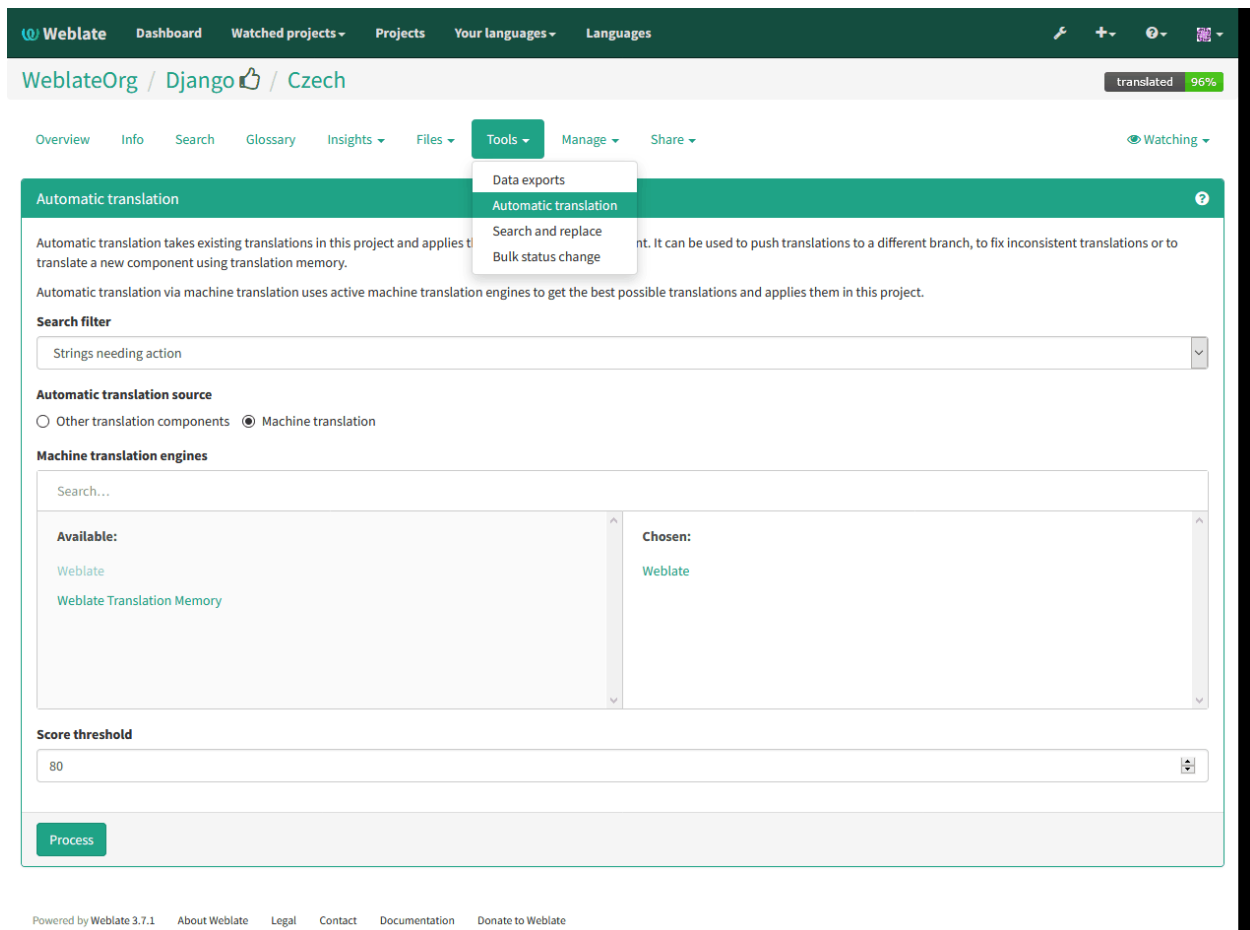 Weblate Dashboard Watched projects Projects Your languages Languages
WeblateOrg / Django / Czech translated 96%
Overview Info Search Glossary Insights Files Tools Manage Share Watching
Data exports
Automatic translation
Search and replace
Bulk status change
Automatic translation
Automatic translation takes existing translations in this project and applies nt. It can be used to push translations to a different branch, to fix inconsistent translations or to
translate a new component using translation memory.
Automatic translation via machine translation uses active machine translation engines to get the best possible translations and applies them in this project.
Search filter
Strings needing action
Automatic translation source
Other translation components Machine translation
Machine translation engines
Search…
Available: Chosen:
Weblate Weblate
Weblate Translation Memory
Score threshold
80
Process
Powered by Weblate 3.7.1 About Weblate Legal Contact Documentation Donate to Weblate